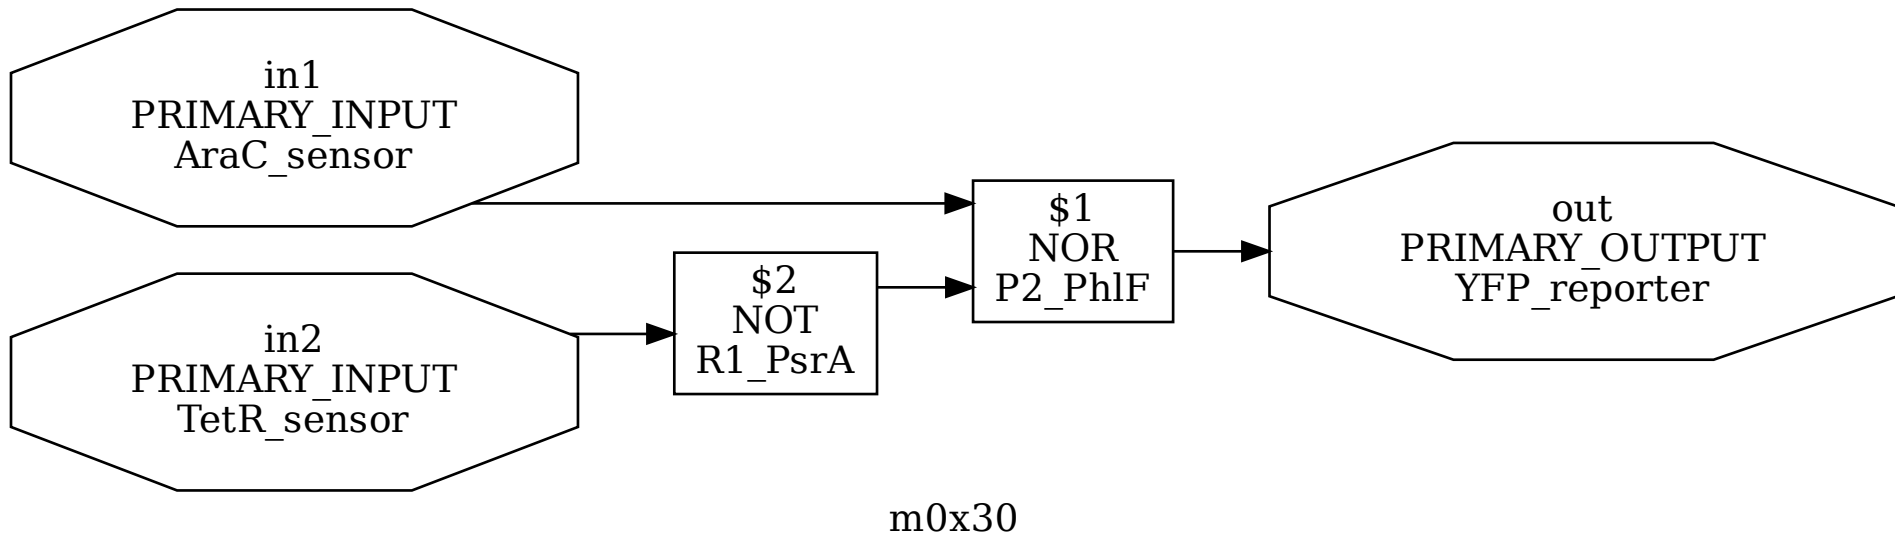 in1
PRIMARY_INPUT
AraC_sensor
in2
PRIMARY_INPUT
TetR_sensor
$2
NOT
R1_PsrA
$1
NOR
P2_PhlF
out
PRIMARY_OUTPUT
YFP_reporter
m0x30